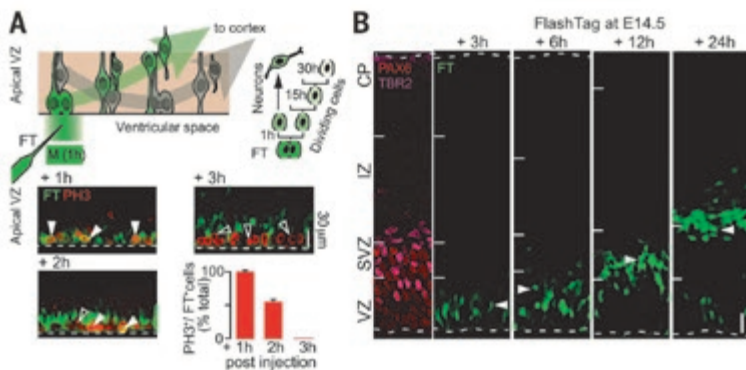 A
Apical VZ
to cortex
Ventricular space
FT
M (1h)
Neurons
30h
15h
1h
FT
Dividing cells
Apical VZ
+ 1h
FT PH3
+ 3h
30 µm
+ 2h
PH3+/ FT+cells
(% total)
100
50
0
+ 1h 2h 3h
post injection
B
FlashTag at E14.5
+ 3h
+ 6h
+ 12h
+ 24h
CP
IZ
SVZ
VZ
PAX6
TBR2
FT